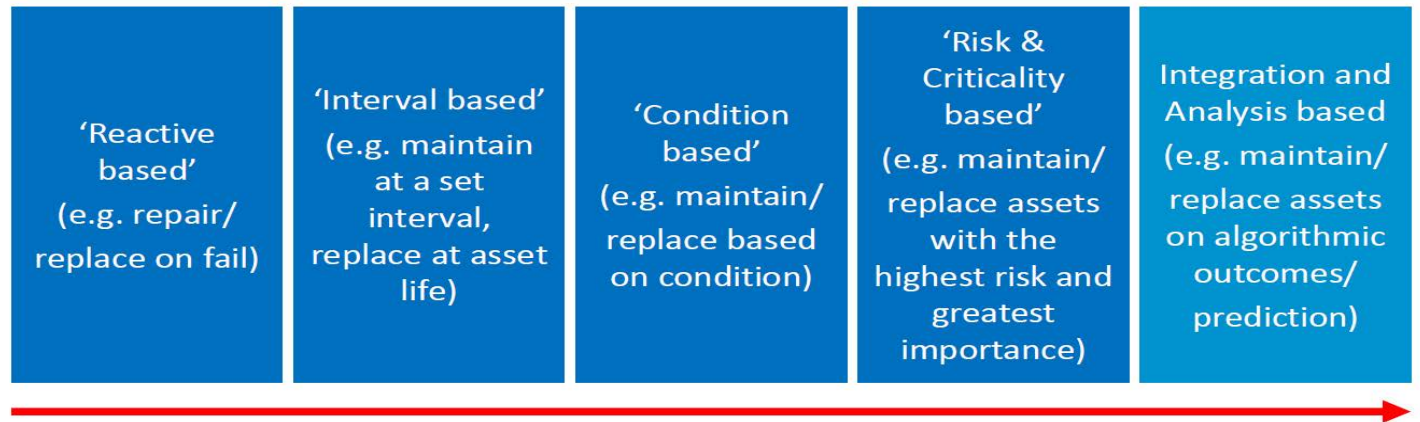 ‘Reactive
based’
(e.g. repair/
replace on fail)
‘Interval based’
(e.g. maintain
at a set
interval,
replace at asset
life)
‘Condition
based’
(e.g. maintain/
replace based
on condition)
‘Risk &
Criticality
based’
(e.g. maintain/
replace assets
with the
highest risk and
greatest
importance)
Integration and
Analysis based
(e.g. maintain/
replace assets
on algorithmic
outcomes/
prediction)